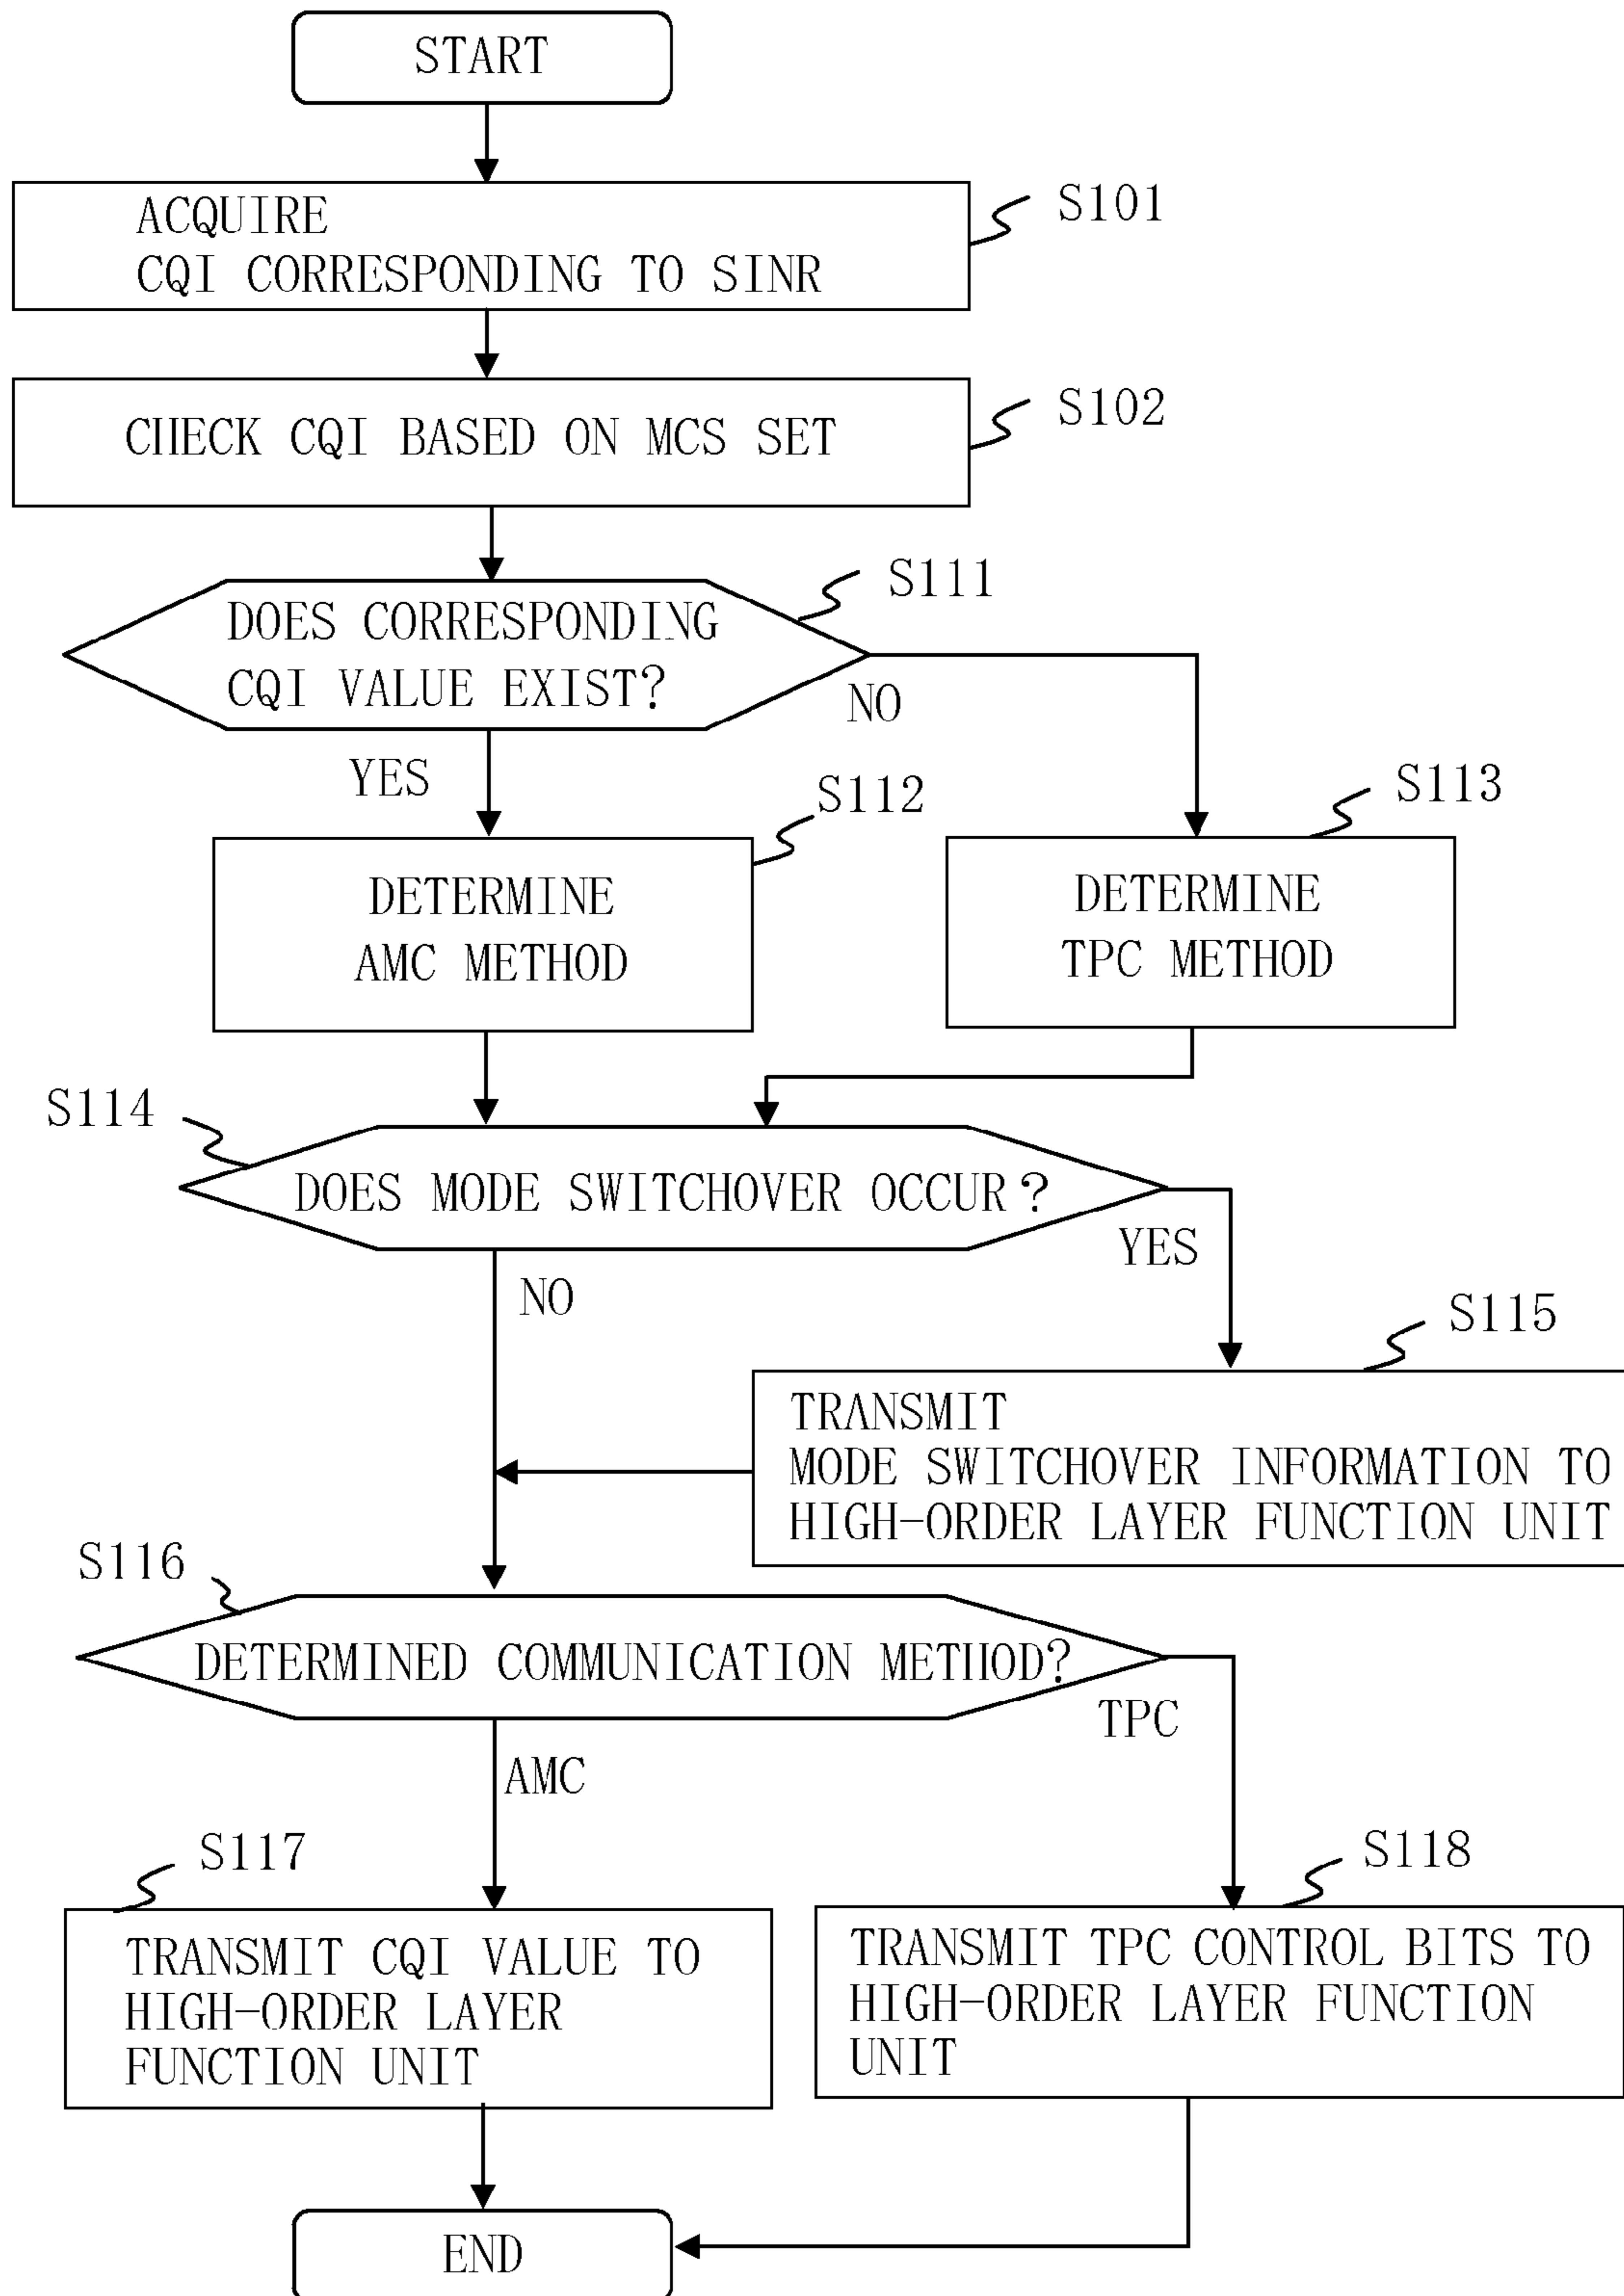 START
ACQUIRE
CQI CORRESPONDING TO SINR
S101
CHECK CQI BASED ON MCS SET
S102
DOES CORRESPONDING
CQI VALUE EXIST?
S111
NO
YES
S112
S113
DETERMINE
AMC METHOD
DETERMINE
TPC METHOD
S114
DOES MODE SWITCHOVER OCCUR?
YES
NO
S115
TRANSMIT
MODE SWITCHOVER INFORMATION TO
HIGH-ORDER LAYER FUNCTION UNIT
S116
DETERMINED COMMUNICATION METHOD?
TPC
AMC
S117
S118
TRANSMIT CQI VALUE TO
HIGH-ORDER LAYER
FUNCTION UNIT
TRANSMIT TPC CONTROL BITS TO
HIGH-ORDER LAYER FUNCTION
UNIT
END